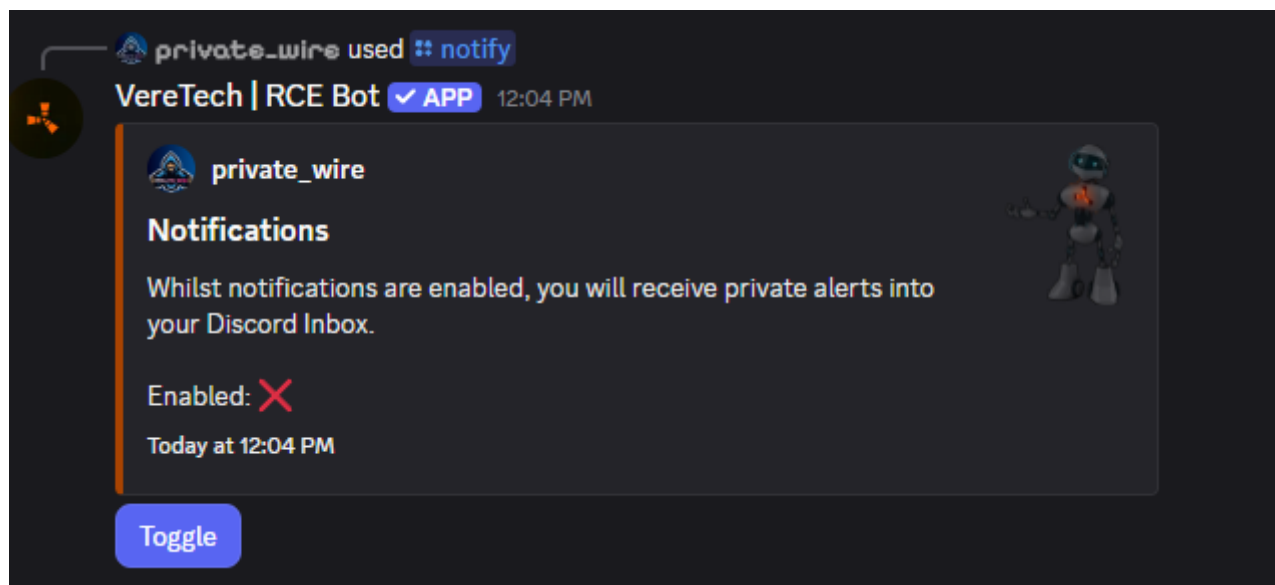 private_wire used notify
VereTech | RCE Bot ✓ APP 12:04 PM
private_wire
Notifications
Whilst notifications are enabled, you will receive private alerts into
your Discord Inbox.
Enabled: ❌
Today at 12:04 PM
Toggle